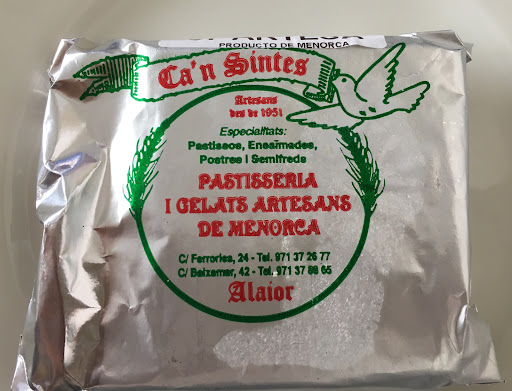 PRODUCTO DE MENORCA
Ca'n Sintes
Artesans
des de 1951
Especialitats:
Pastissos, Ensaïmades,
Postres i Semifreds
PASTISSERIA
I GELATS ARTESANS
DE MENORCA
C/ Ferreries, 24 - Tel. 971 37 26 77
C/ Baixamar, 42 - Tel. 971 37 88 65
Alaior